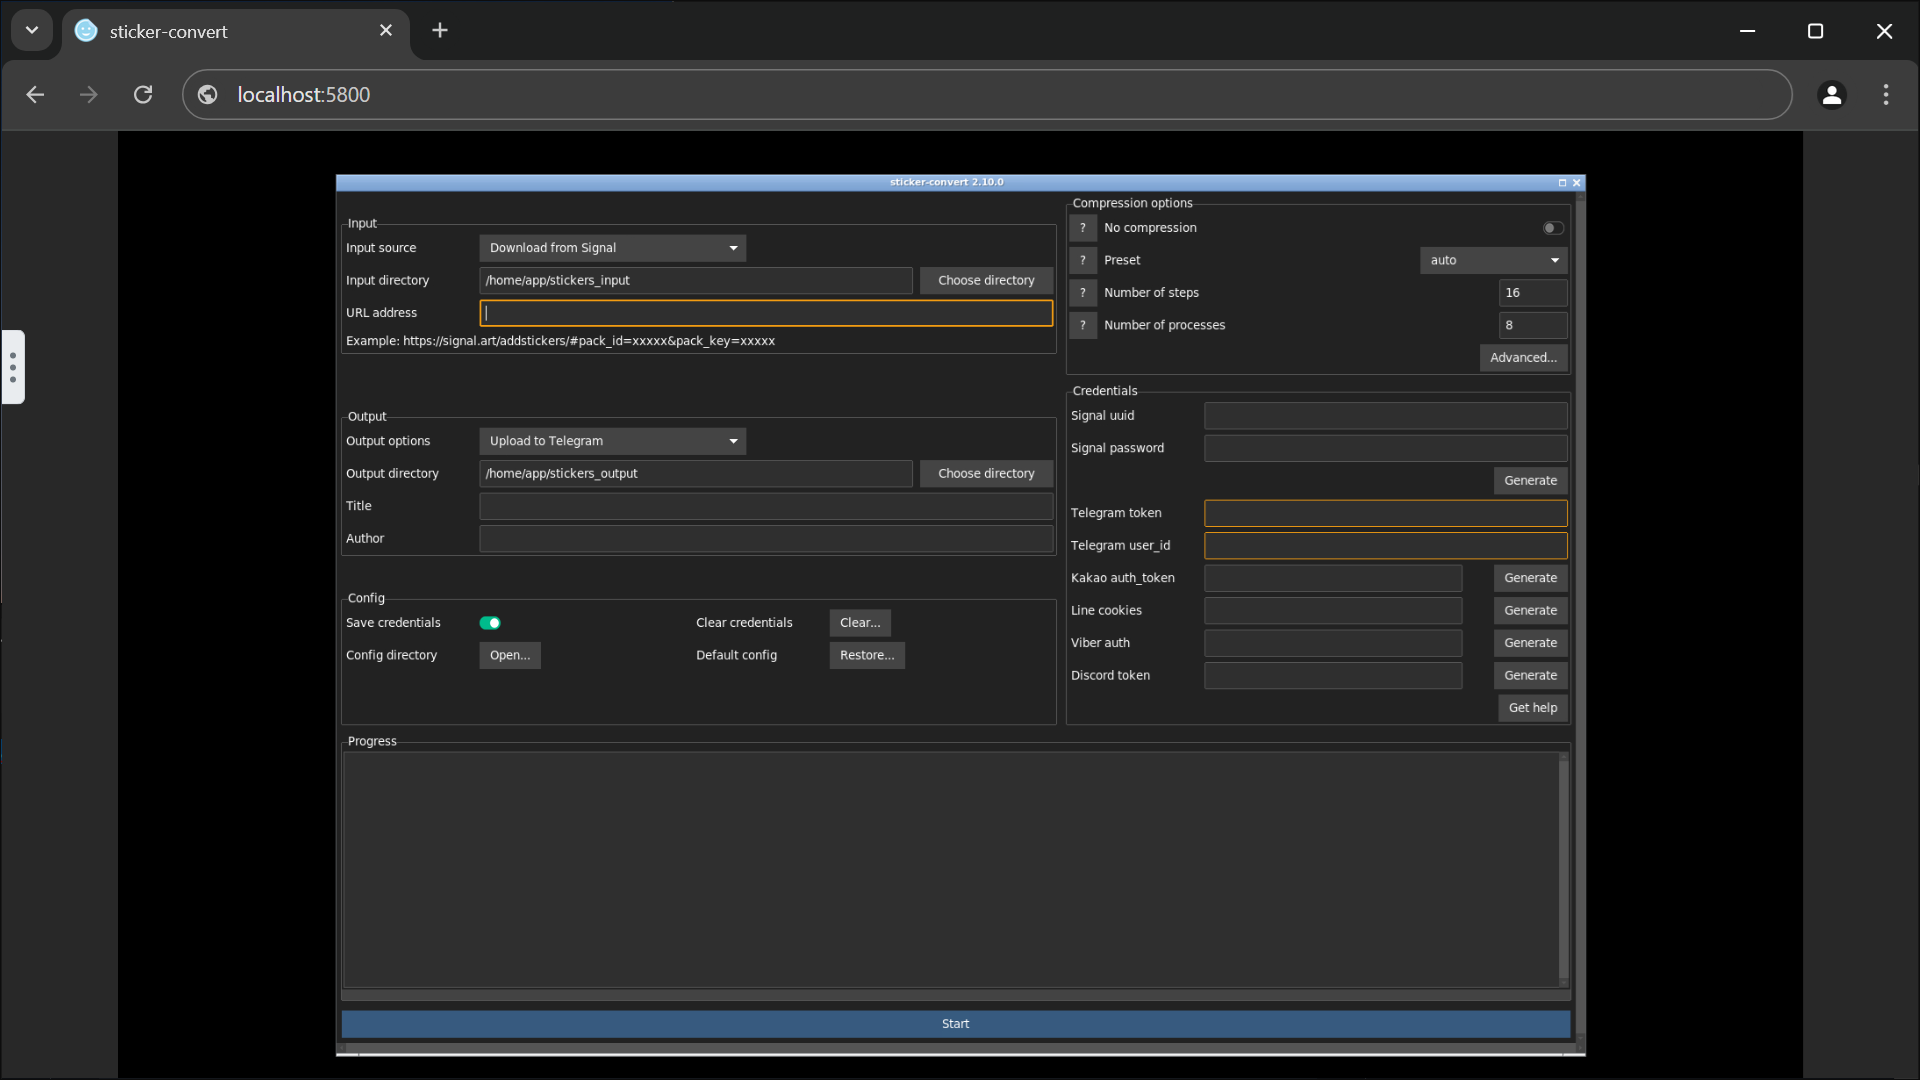 sticker-convert
localhost:5800
sticker-convert 2.10.0
Input
Input source Download from Signal
Input directory /home/app/stickers_input Choose directory
URL address
Example: https://signal.art/addstickers/#pack_id=xxxxx&pack_key=xxxxx
Output
Output options Upload to Telegram
Output directory /home/app/stickers_output Choose directory
Title
Author
Config
Save credentials Clear credentials Clear...
Config directory Open... Default config Restore...
Compression options
? No compression
? Preset auto
? Number of steps 16
? Number of processes 8
Advanced...
Credentials
Signal uuid
Signal password
Generate
Telegram token
Telegram user_id
Kakao auth_token Generate
Line cookies Generate
Viber auth Generate
Discord token Generate
Get help
Progress
Start